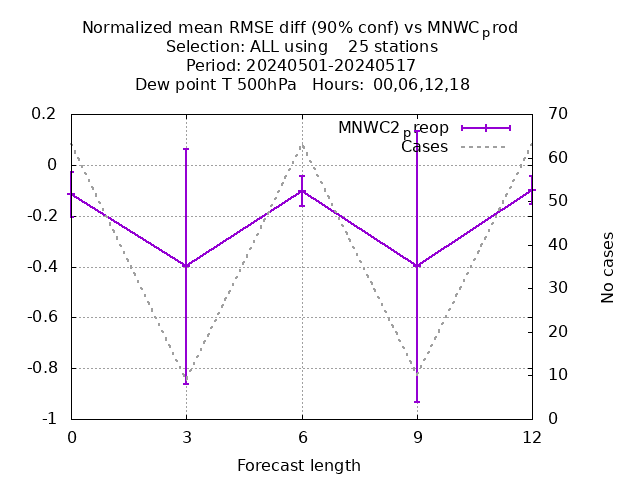 Normalized mean RMSE diff (90% conf) vs MNWCprod
Selection: ALL using    25 stations
Period: 20240501-20240517
Dew point T 500hPa   Hours: 00,06,12,18
MNWC2preop
Cases
0.2
0
-0.2
-0.4
-0.6
-0.8
-1
70
60
50
40
30
20
10
0
No cases
0 3 6 9 12
Forecast length